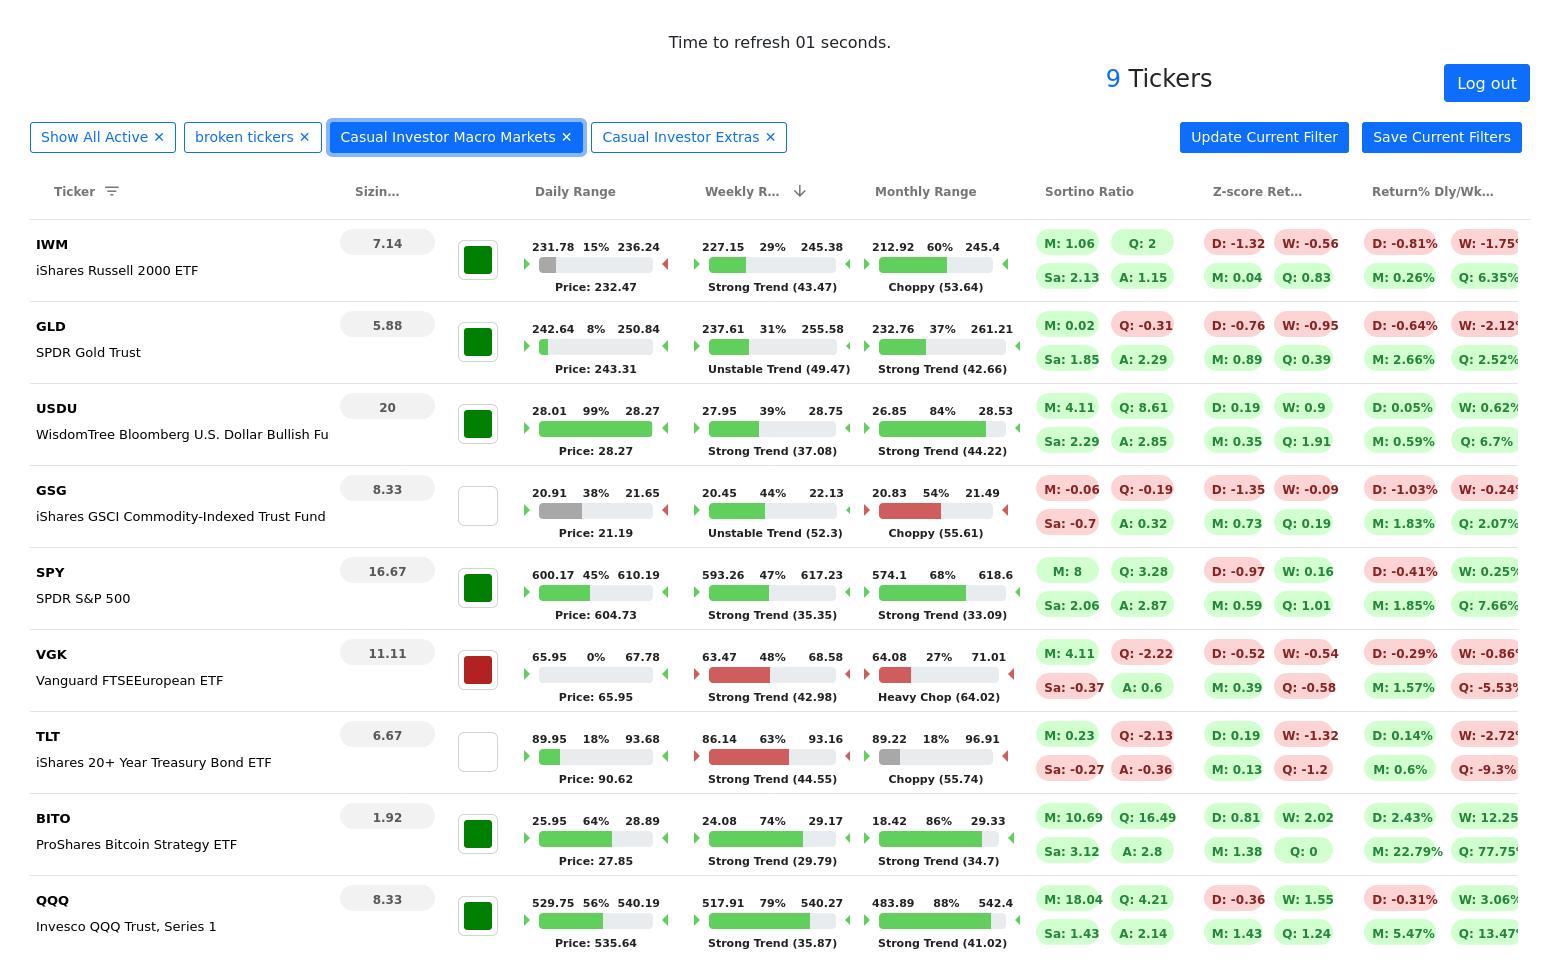 Time to refresh 01 seconds.
9 Tickers
Log out
Show All Active ✕ broken tickers ✕ Casual Investor Macro Markets ✕ Casual Investor Extras ✕ Update Current Filter Save Current Filters
Ticker Sizin… Daily Range Weekly R… Monthly Range Sortino Ratio Z-score Ret… Return% Dly/Wk…
IWM 7.14 231.78 15% 236.24 227.15 29% 245.38 212.92 60% 245.4 M: 1.06 Q: 2 D: -1.32 W: -0.56 D: -0.81% W: -1.75%
iShares Russell 2000 ETF Price: 232.47 Strong Trend (43.47) Choppy (53.64) Sa: 2.13 A: 1.15 M: 0.04 Q: 0.83 M: 0.26% Q: 6.35%
GLD 5.88 242.64 8% 250.84 237.61 31% 255.58 232.76 37% 261.21 M: 0.02 Q: -0.31 D: -0.76 W: -0.95 D: -0.64% W: -2.12%
SPDR Gold Trust Price: 243.31 Unstable Trend (49.47) Strong Trend (42.66) Sa: 1.85 A: 2.29 M: 0.89 Q: 0.39 M: 2.66% Q: 2.52%
USDU 20 28.01 99% 28.27 27.95 39% 28.75 26.85 84% 28.53 M: 4.11 Q: 8.61 D: 0.19 W: 0.9 D: 0.05% W: 0.62%
WisdomTree Bloomberg U.S. Dollar Bullish Fu Price: 28.27 Strong Trend (37.08) Strong Trend (44.22) Sa: 2.29 A: 2.85 M: 0.35 Q: 1.91 M: 0.59% Q: 6.7%
GSG 8.33 20.91 38% 21.65 20.45 44% 22.13 20.83 54% 21.49 M: -0.06 Q: -0.19 D: -1.35 W: -0.09 D: -1.03% W: -0.24%
iShares GSCI Commodity-Indexed Trust Fund Price: 21.19 Unstable Trend (52.3) Choppy (55.61) Sa: -0.7 A: 0.32 M: 0.73 Q: 0.19 M: 1.83% Q: 2.07%
SPY 16.67 600.17 45% 610.19 593.26 47% 617.23 574.1 68% 618.6 M: 8 Q: 3.28 D: -0.97 W: 0.16 D: -0.41% W: 0.25%
SPDR S&P 500 Price: 604.73 Strong Trend (35.35) Strong Trend (33.09) Sa: 2.06 A: 2.87 M: 0.59 Q: 1.01 M: 1.85% Q: 7.66%
VGK 11.11 65.95 0% 67.78 63.47 48% 68.58 64.08 27% 71.01 M: 4.11 Q: -2.22 D: -0.52 W: -0.54 D: -0.29% W: -0.86%
Vanguard FTSEEuropean ETF Price: 65.95 Strong Trend (42.98) Heavy Chop (64.02) Sa: -0.37 A: 0.6 M: 0.39 Q: -0.58 M: 1.57% Q: -5.53%
TLT 6.67 89.95 18% 93.68 86.14 63% 93.16 89.22 18% 96.91 M: 0.23 Q: -2.13 D: 0.19 W: -1.32 D: 0.14% W: -2.72%
iShares 20+ Year Treasury Bond ETF Price: 90.62 Strong Trend (44.55) Choppy (55.74) Sa: -0.27 A: -0.36 M: 0.13 Q: -1.2 M: 0.6% Q: -9.3%
BITO 1.92 25.95 64% 28.89 24.08 74% 29.17 18.42 86% 29.33 M: 10.69 Q: 16.49 D: 0.81 W: 2.02 D: 2.43% W: 12.25
ProShares Bitcoin Strategy ETF Price: 27.85 Strong Trend (29.79) Strong Trend (34.7) Sa: 3.12 A: 2.8 M: 1.38 Q: 0 M: 22.79% Q: 77.75%
QQQ 8.33 529.75 56% 540.19 517.91 79% 540.27 483.89 88% 542.4 M: 18.04 Q: 4.21 D: -0.36 W: 1.55 D: -0.31% W: 3.06%
Invesco QQQ Trust, Series 1 Price: 535.64 Strong Trend (35.87) Strong Trend (41.02) Sa: 1.43 A: 2.14 M: 1.43 Q: 1.24 M: 5.47% Q: 13.47%